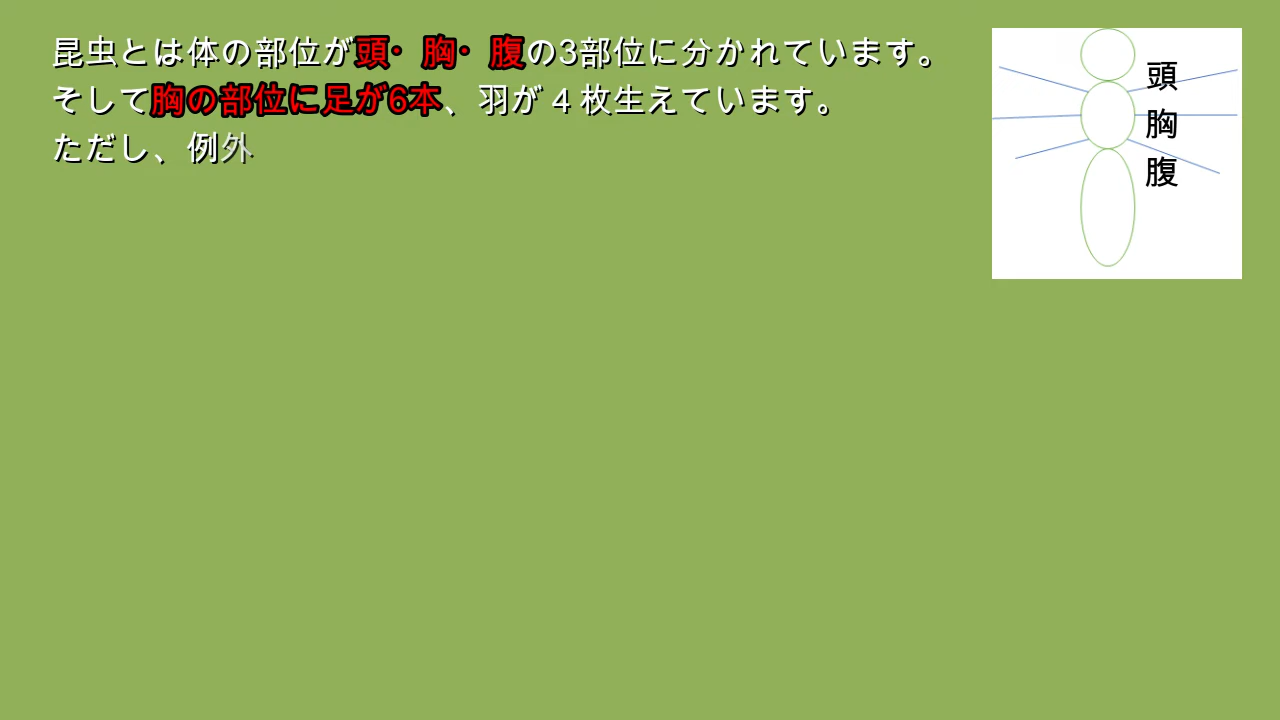 昆虫とは体の部位が頭・胸・腹の3部位に分かれています。
そして胸の部位に足が6本、羽が４枚生えています。
ただし、例外
頭
胸
腹